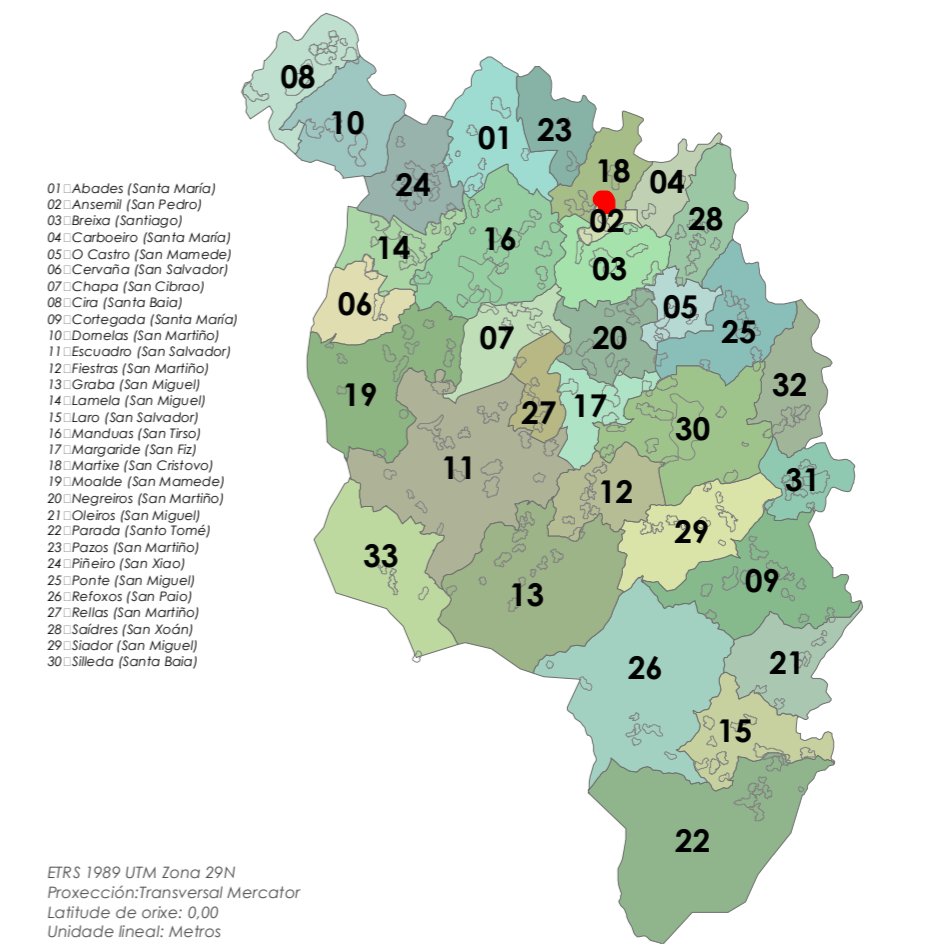 08
10
01
23
18
04
24
28
02
16
14
03
06
05
25
07
20
32
19
17
27
30
11
12
31
29
33
09
13
26
21
15
22
01 Abades (Santa María)
02 Ansemil (San Pedro)
03 Breixa (Santiago)
04 Carboeiro (Santa María)
05 O Castro (San Mamede)
06 Cervaña (San Salvador)
07 Chapa (San Cibrao)
08 Cira (Santa Baia)
09 Cortegada (Santa María)
10 Dornelas (San Martiño)
11 Escuadro (San Salvador)
12 Fiestras (San Martiño)
13 Graba (San Miguel)
14 Lamela (San Miguel)
15 Laro (San Salvador)
16 Manduas (San Tirso)
17 Margaride (San Fiz)
18 Martixe (San Cristovo)
19 Moalde (San Mamede)
20 Negreiros (San Martiño)
21 Oleiros (San Miguel)
22 Parada (Santo Tomé)
23 Pazos (San Martiño)
24 Piñeiro (San Xiao)
25 Ponte (San Miguel)
26 Refoxos (San Paio)
27 Rellas (San Martiño)
28 Saídres (San Xoán)
29 Siador (San Miguel)
30 Silleda (Santa Baia)
ETRS 1989 UTM Zona 29N
Proxección:Transversal Mercator
Latitude de orixe: 0,00
Unidade lineal: Metros